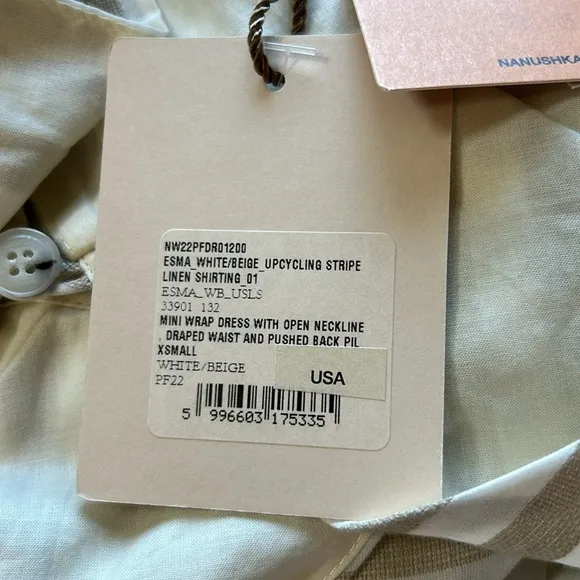 NANUSHKA
NW22PFDR01200
ESMA_WHITE/BEIGE_UPCYCLING STRIPE
LINEN SHIRTING_01
ESMA_WB_USLS
33901 132
MINI WRAP DRESS WITH OPEN NECKLINE
, DRAPED WAIST AND PUSHED BACK PIL
XSMALL
WHITE/BEIGE
PF22
USA
5 996603 175335